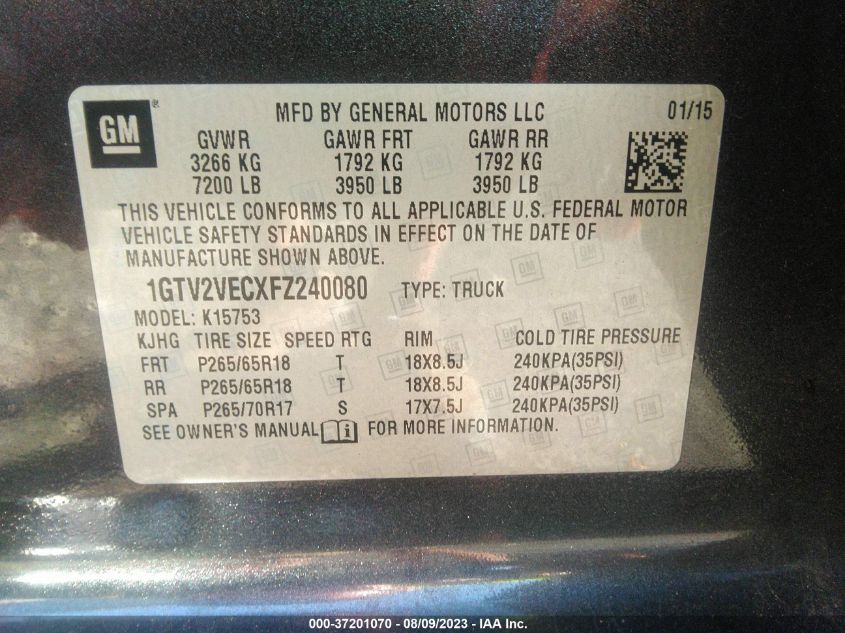 GM ®
MFD BY GENERAL MOTORS LLC 01/15
GVWR GAWR FRT GAWR RR
3266 KG 1792 KG 1792 KG
7200 LB 3950 LB 3950 LB
THIS VEHICLE CONFORMS TO ALL APPLICABLE U.S. FEDERAL MOTOR
VEHICLE SAFETY STANDARDS IN EFFECT ON THE DATE OF
MANUFACTURE SHOWN ABOVE.
1GTV2VECXFZ240080 TYPE: TRUCK
MODEL: K15753
KJHG TIRE SIZE SPEED RTG RIM COLD TIRE PRESSURE
FRT P265/65R18 T 18X8.5J 240KPA(35PSI)
RR P265/65R18 T 18X8.5J 240KPA(35PSI)
SPA P265/70R17 S 17X7.5J 240KPA(35PSI)
SEE OWNER'S MANUAL i FOR MORE INFORMATION.
000-37201070 - 08/09/2023 - IAA Inc.